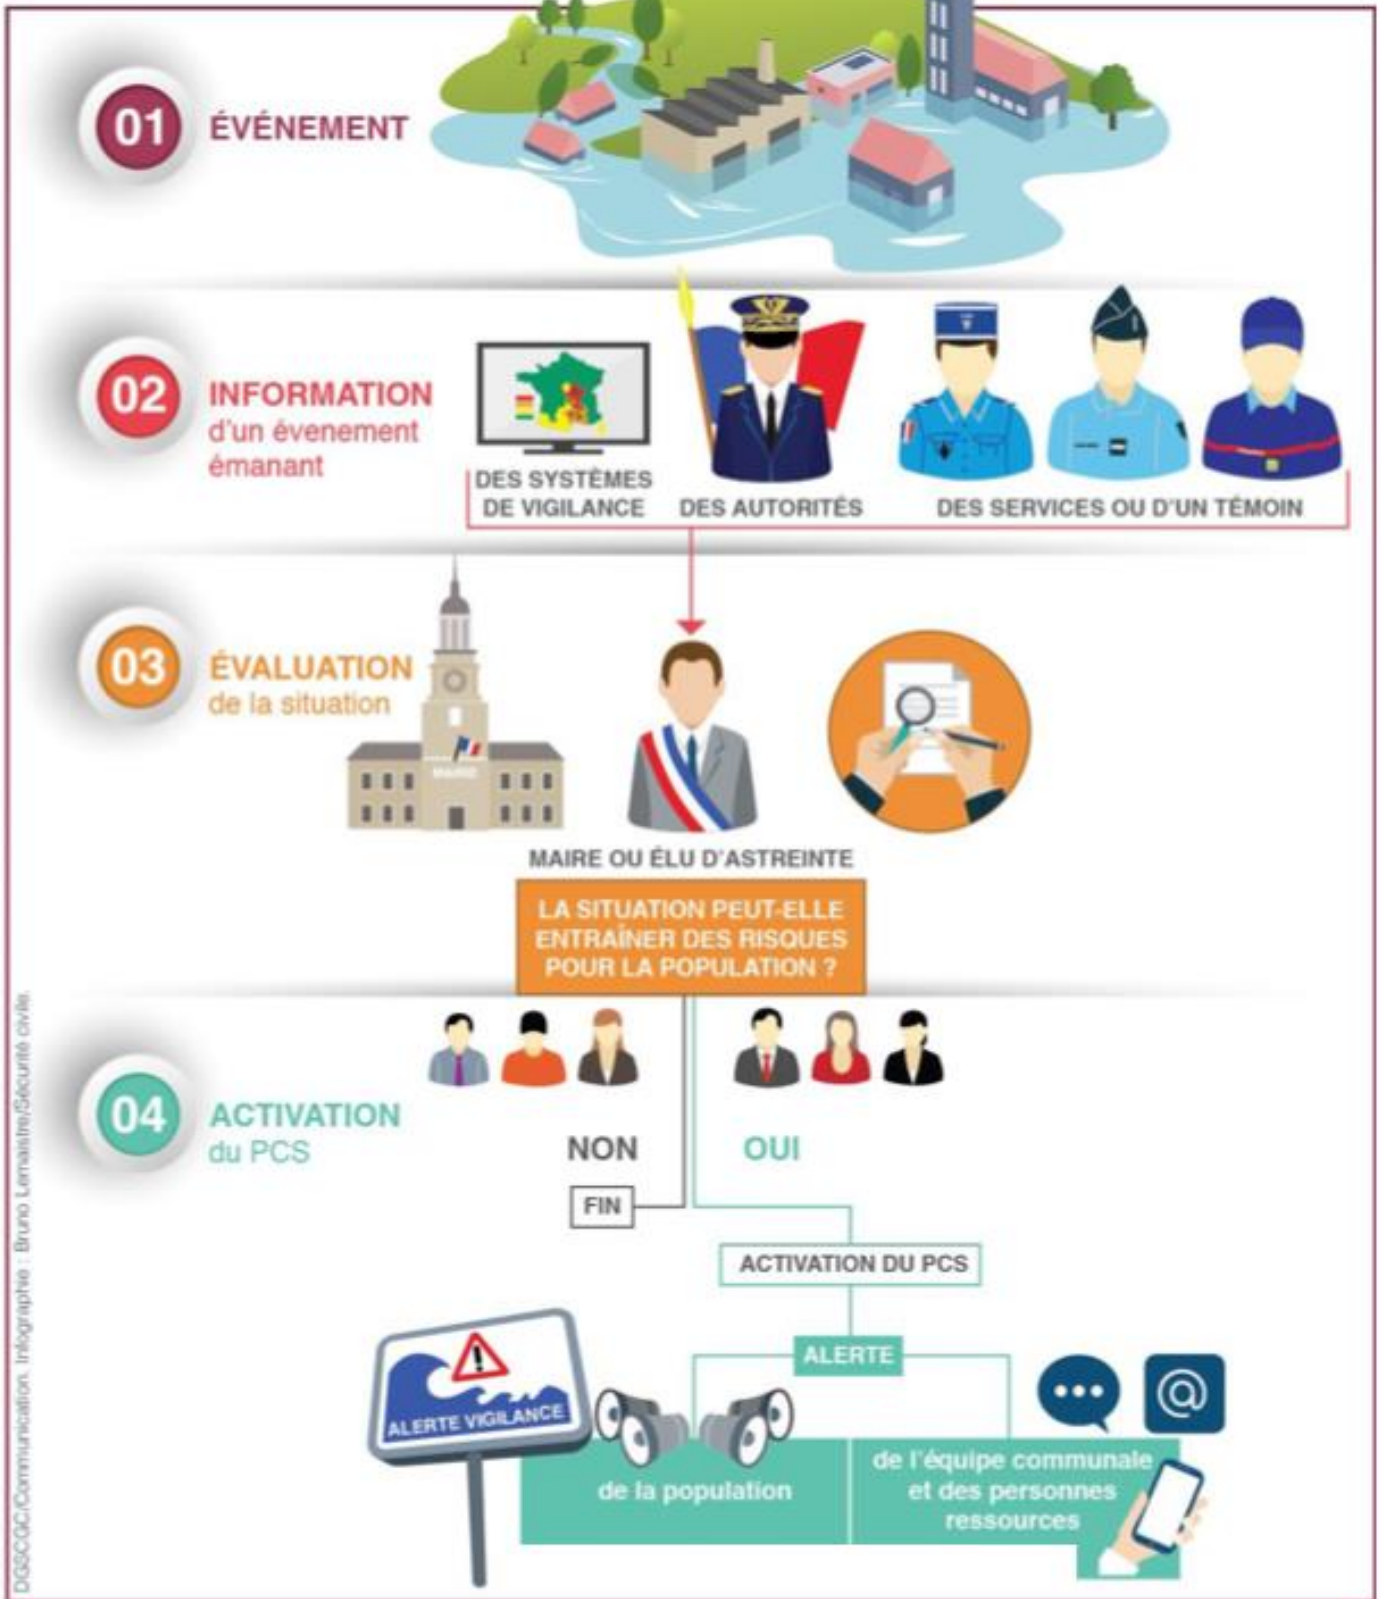 01
ÉVÉNEMENT
02
INFORMATION
d'un évenement
émanant
DES SYSTÈMES
DE VIGILANCE
DES AUTORITÉS
DES SERVICES OU D'UN TÉMOIN
03
ÉVALUATION
de la situation
MAIRIE
MAIRE OU ÉLU D'ASTREINTE
LA SITUATION PEUT-ELLE
ENTRAÎNER DES RISQUES
POUR LA POPULATION ?
04
ACTIVATION
du PCS
NON
OUI
FIN
ACTIVATION DU PCS
ALERTE
ALERTE VIGILANCE
de la population
de l'équipe communale
et des personnes
ressources
DGSCGC/Communication. Infographie : Bruno Lemaistre/Sécurité civile.